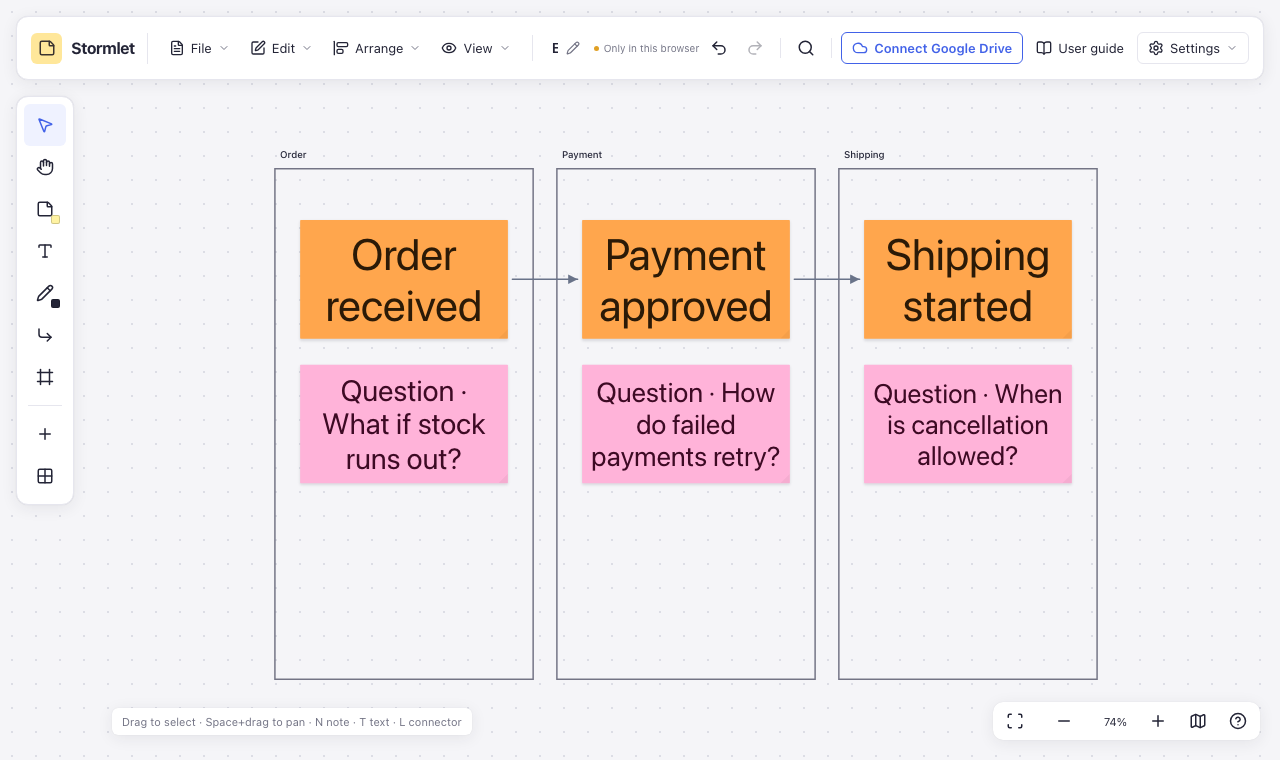 Stormlet
File
Edit
Arrange
View
Only in this browser
Connect Google Drive
User guide
Settings
Order
Payment
Shipping
Order
received
Payment
approved
Shipping
started
Question ·
What if stock
runs out?
Question · How
do failed
payments retry?
Question · When
is cancellation
allowed?
Drag to select · Space+drag to pan · N note · T text · L connector
74%